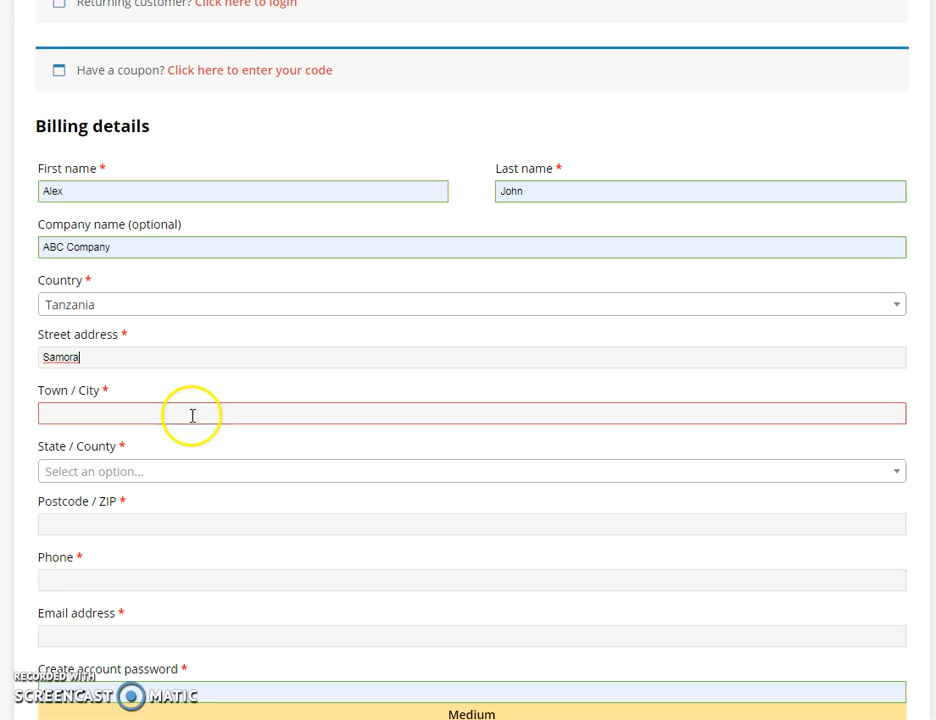 Returning customer? Click here to login
Have a coupon? Click here to enter your code
Billing details
First name *
Last name *
Alex
John
Company name (optional)
ABC Company
Country *
Tanzania
Street address *
Samora
Town / City *
State / County *
Select an option...
Postcode / ZIP *
Phone *
Email address *
Create account password *
RECORDED WITH
SCREENCAST MATIC
Medium